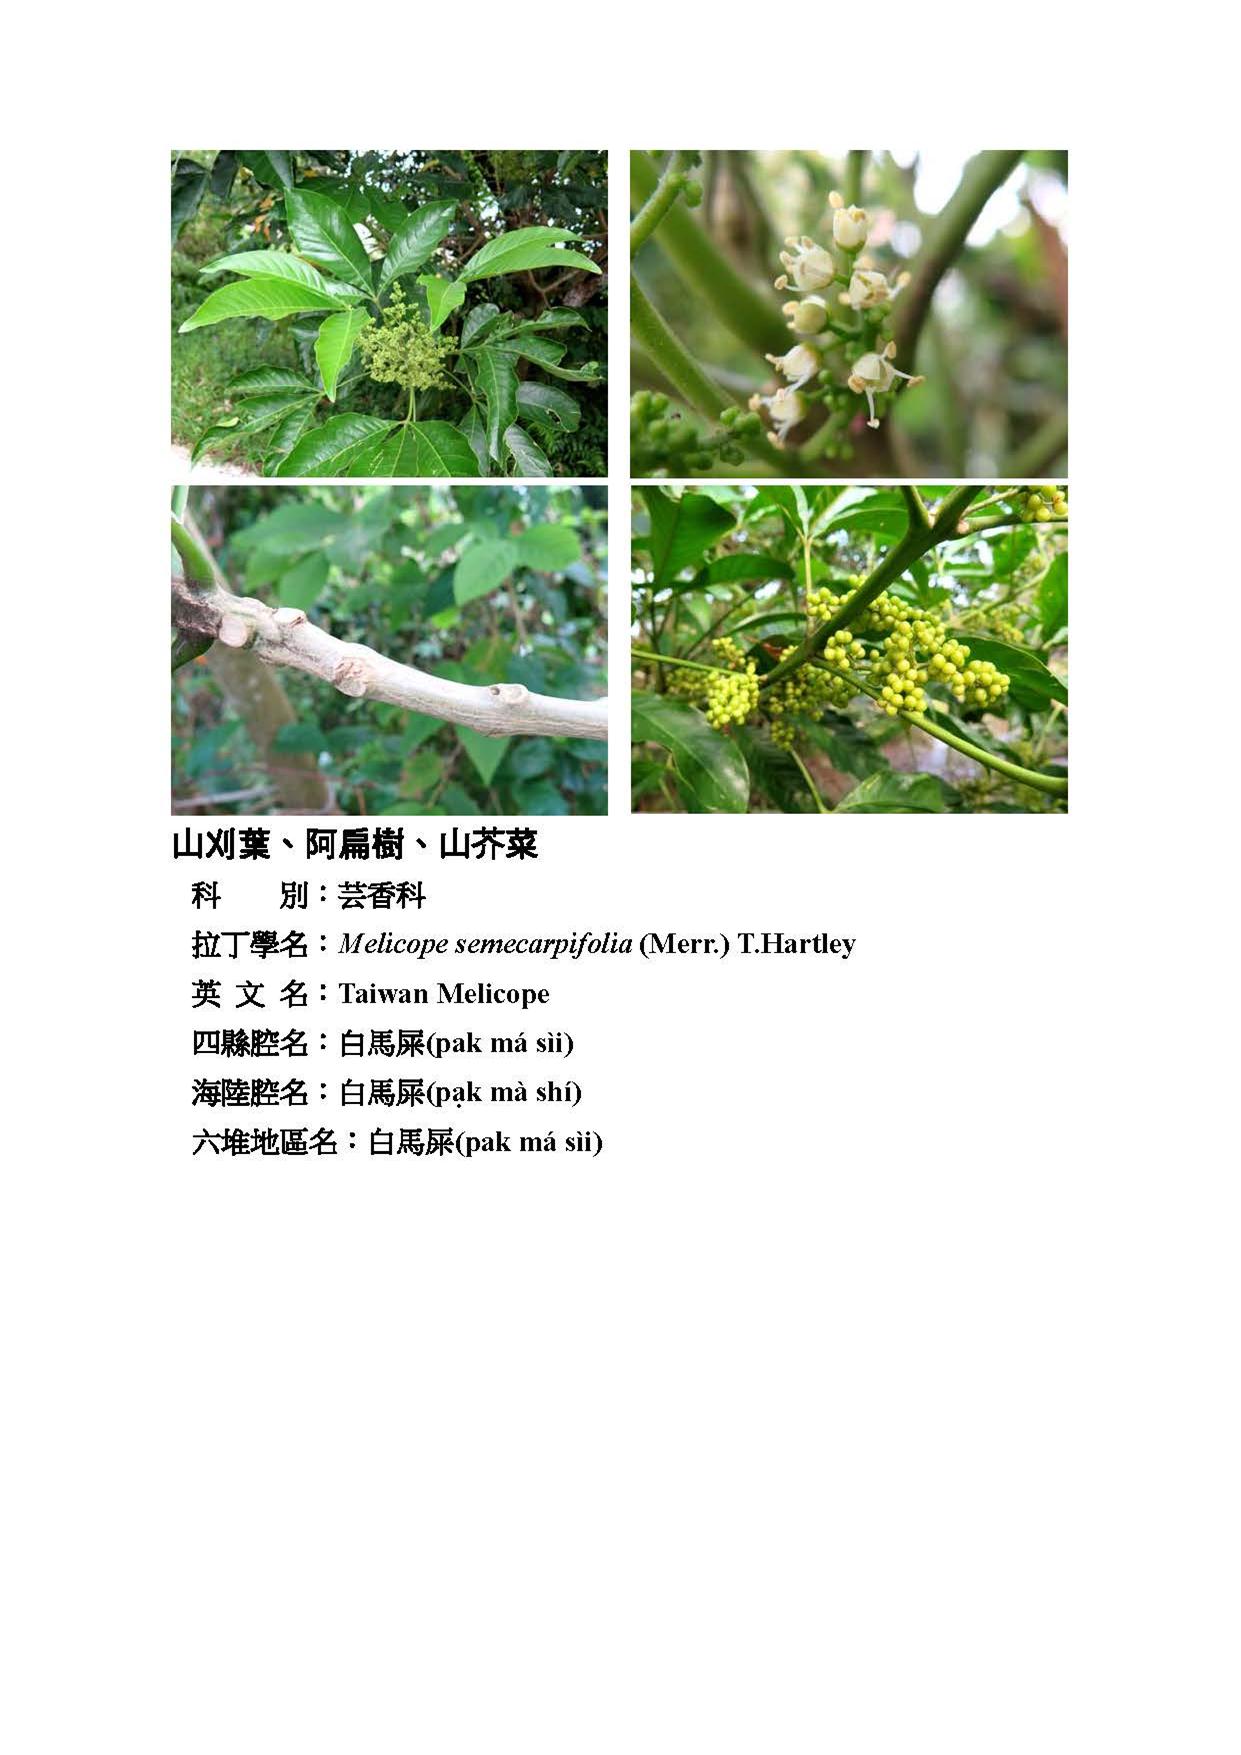 山刈葉、阿扁樹、山芥菜
科　　別：芸香科
拉丁學名：Melicope semecarpifolia (Merr.) T.Hartley
英 文 名：Taiwan Melicope
四縣腔名：白馬屎(pak má sìi)
海陸腔名：白馬屎(pa̠k mà shí)
六堆地區名：白馬屎(pak má sìi)